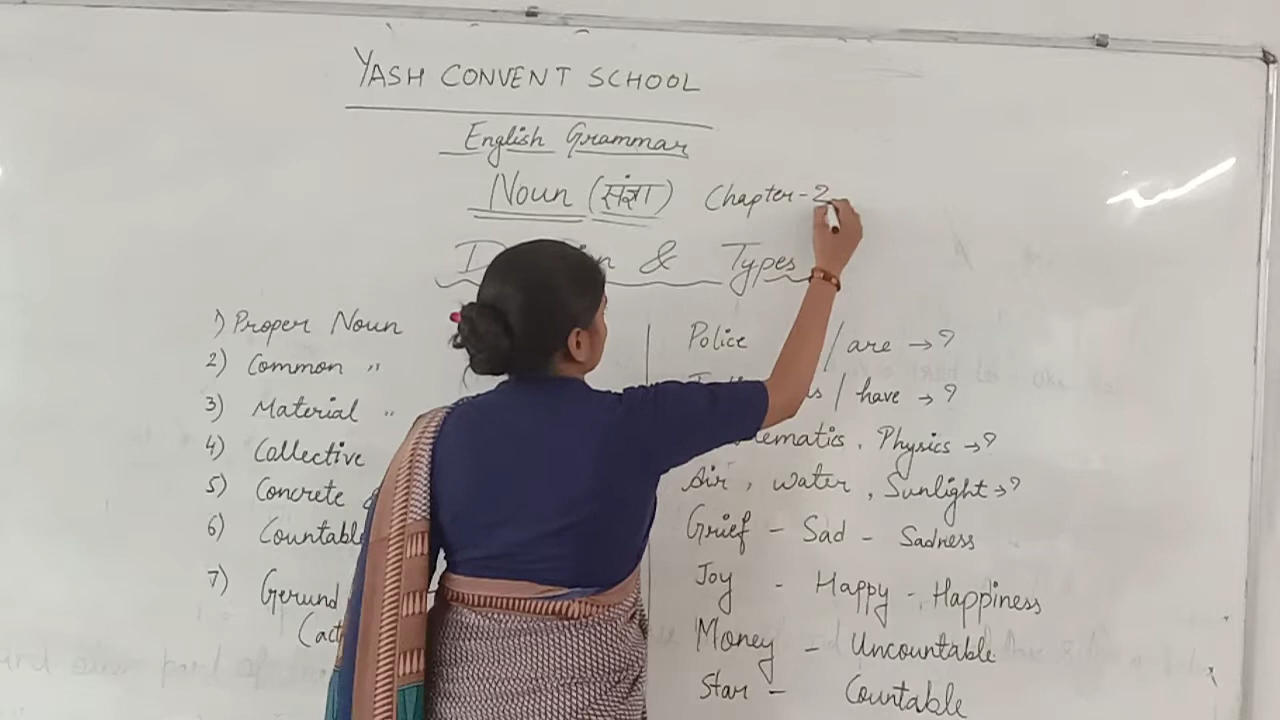 YASH CONVENT SCHOOL
English Grammar
Noun (संज्ञा) Chapter-2
& Types
1) Proper Noun
2) Common "
3) Material "
4) Collective
5) Concrete
6) Countable
7) Gerund
Police / are → ?
/ have → ?
Physics → ?
Air, water, Sunlight → ?
Grief - Sad - Sadness
Joy - Happy - Happiness
Money - Uncountable
Star - Countable